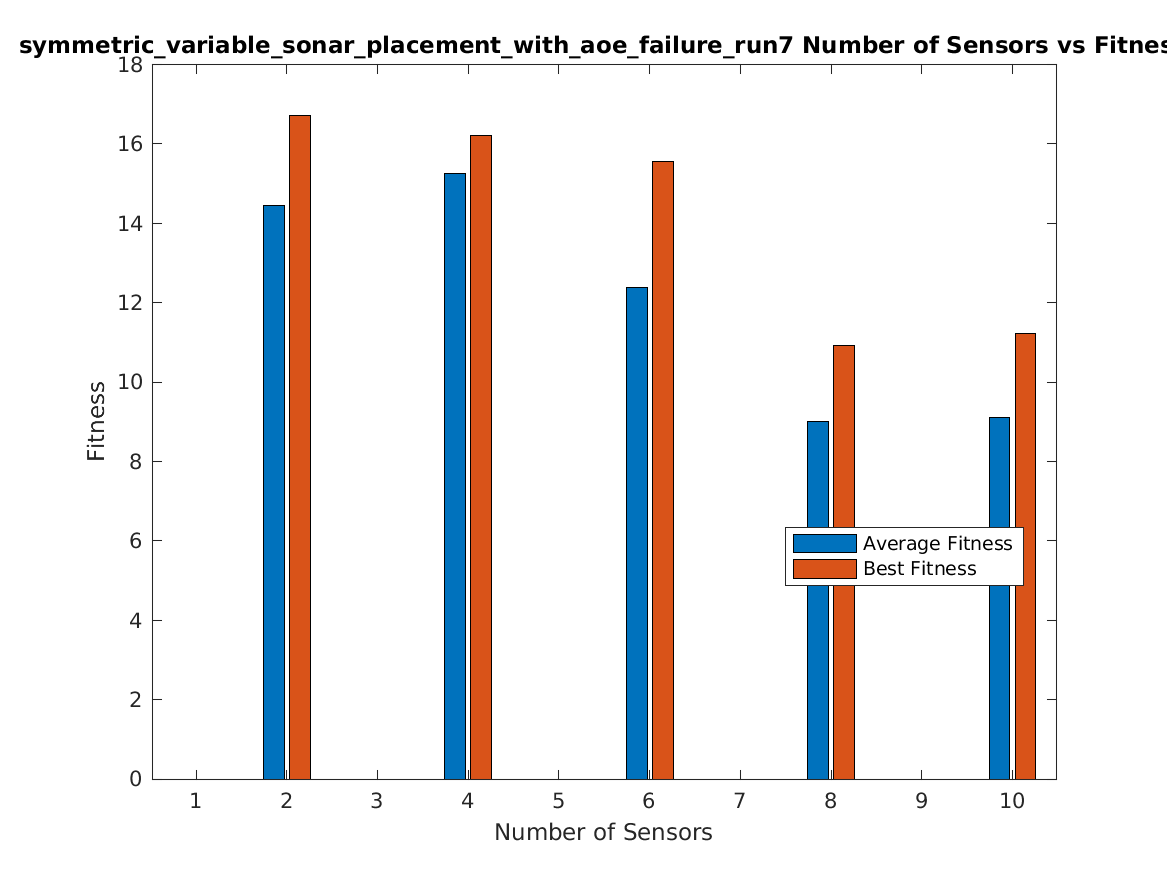 symmetric_variable_sonar_placement_with_aoe_failure_run7 Number of Sensors vs Fitnes
18
16
14
12
10
8
6
4
2
0
Fitness
Average Fitness
Best Fitness
1 2 3 4 5 6 7 8 9 10
Number of Sensors